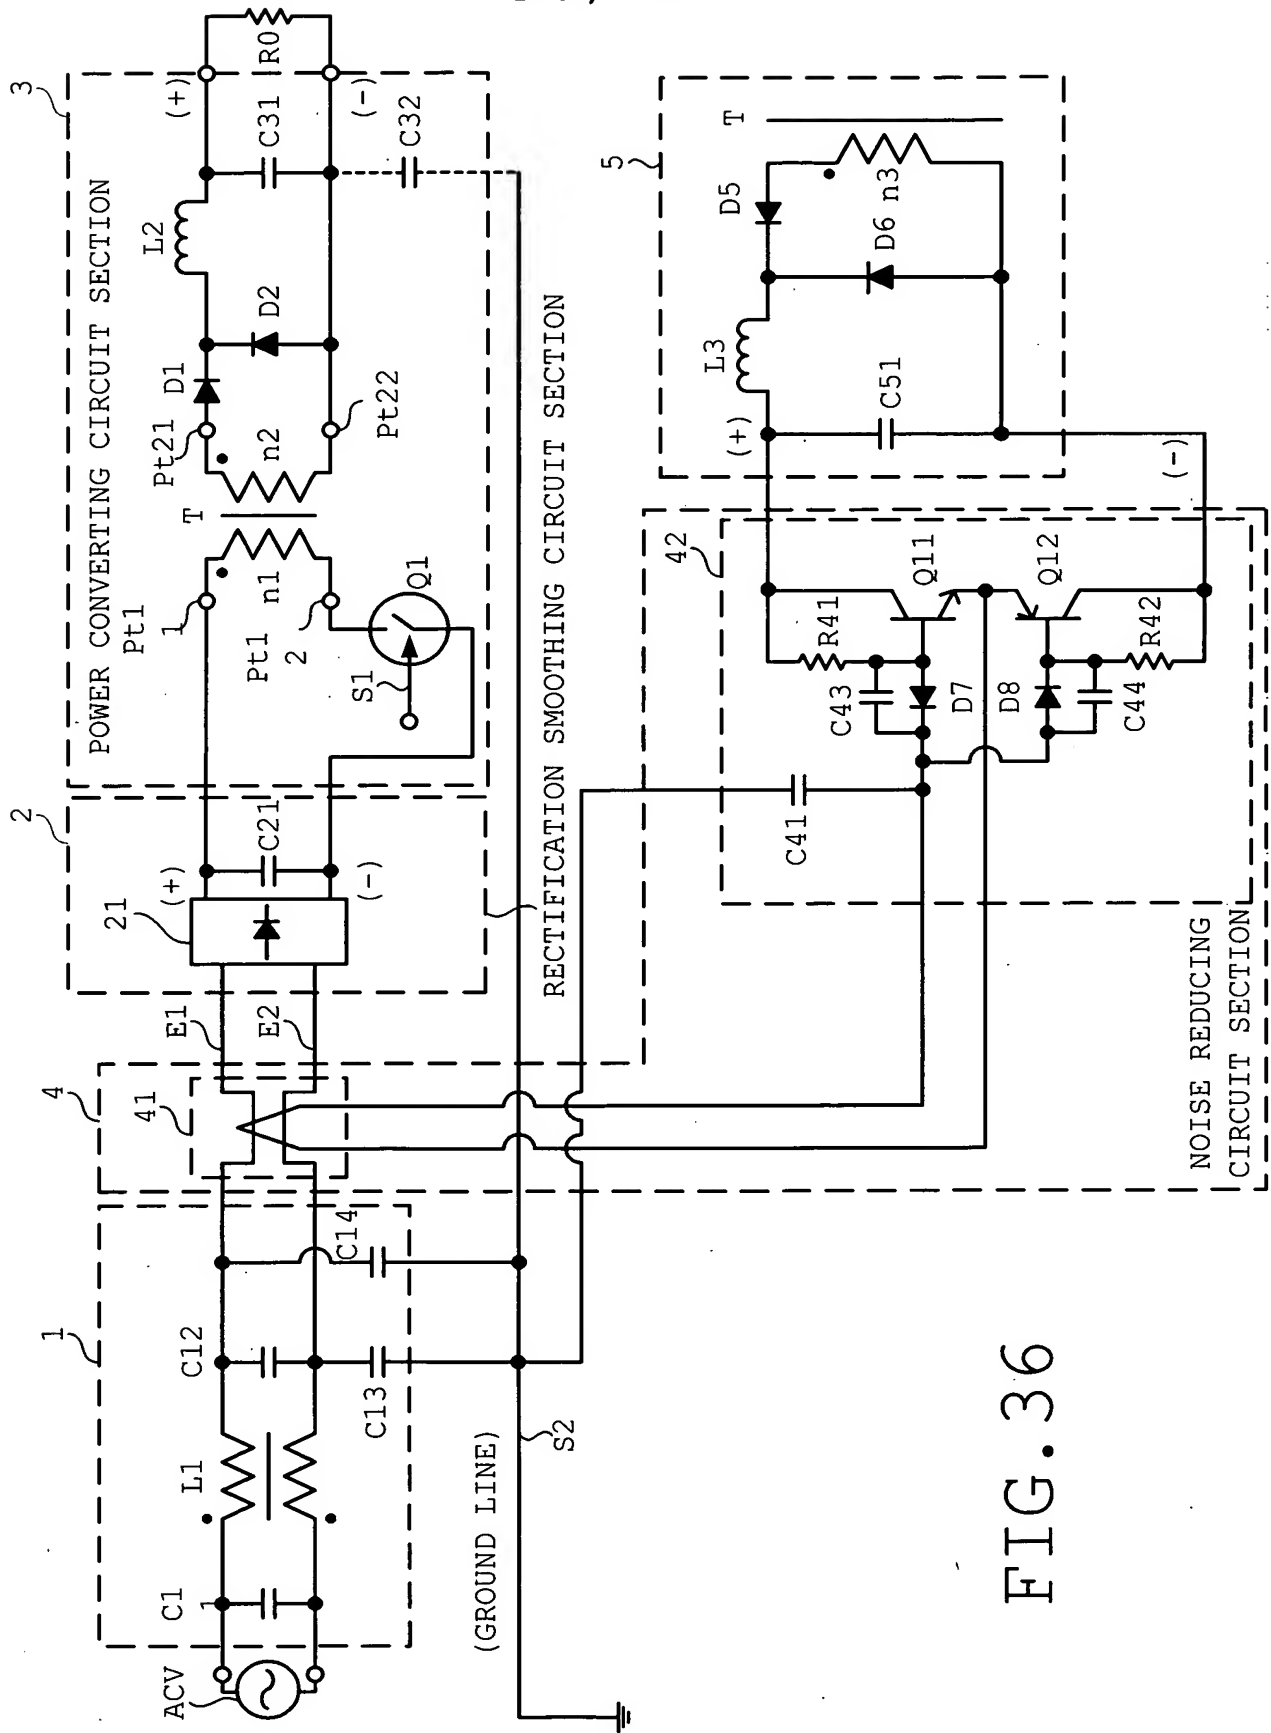 3
POWER CONVERTING CIRCUIT SECTION
(+)
(-)
R0
C31
C32
L2
D1
D2
Pt21
Pt22
n2
T
n1
Pt1
1
Pt1
2
Q1
S1
2
21
(+)
(-)
C21
RECTIFICATION SMOOTHING CIRCUIT SECTION
E1
E2
4
41
1
C14
C12
C13
L1
C1
1
ACV
(GROUND LINE)
S2
5
T
D5
n3
D6
L3
C51
(+)
(-)
42
Q11
Q12
R41
R42
C43
D7
D8
C44
C41
NOISE REDUCING
CIRCUIT SECTION
FIG.36